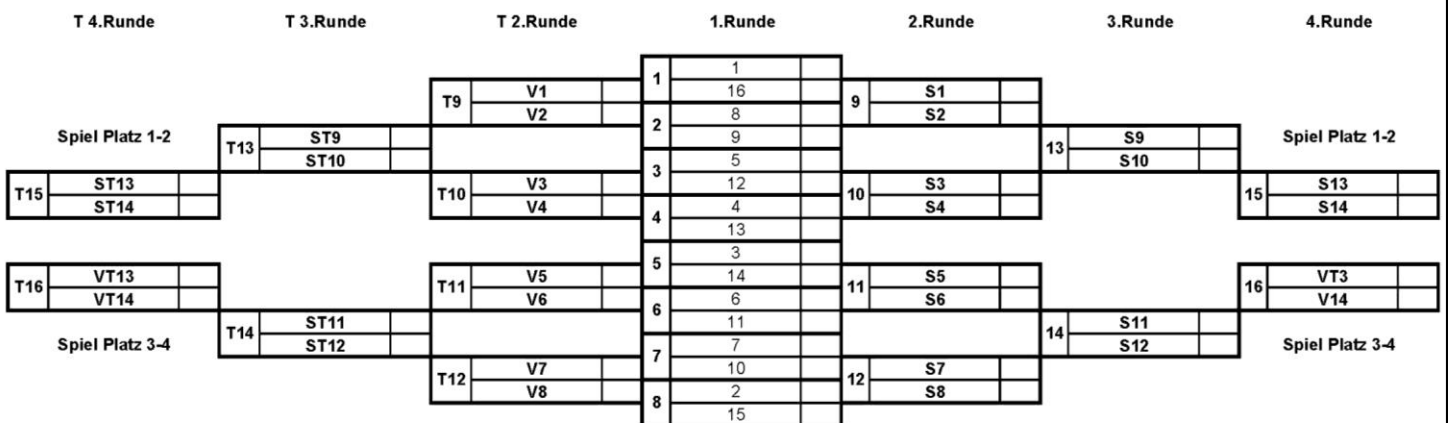 T 4.Runde T 3.Runde T 2.Runde 1.Runde 2.Runde 3.Runde 4.Runde
1 1
V1 16 S1
T9 9
V2 2 8 S2
Spiel Platz 1-2 ST9 9 S9 Spiel Platz 1-2
T13 13
ST10 3 5 S10
ST13 V3 12 S3 S13
T15 T10 10 15
ST14 V4 4 4 S4 S14
13
5 3
VT13 V5 14 S5 VT3
T16 T11 11 16
VT14 V6 6 6 S6 V14
ST11 11 S11
T14 14
Spiel Platz 3-4 ST12 7 7 S12 Spiel Platz 3-4
V7 10 S7
T12 12
V8 8 2 S8
15